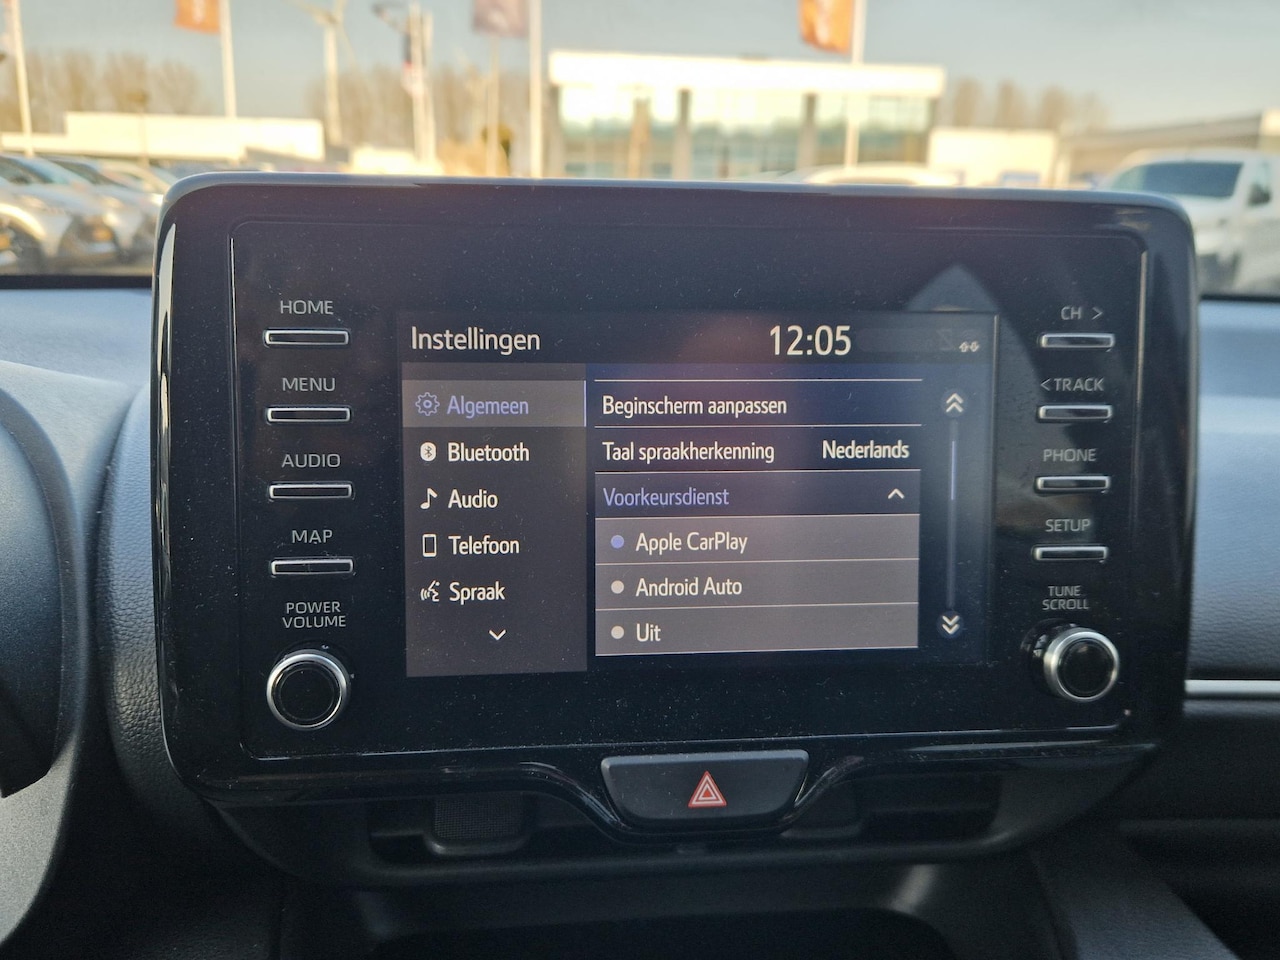 HOME
MENU
AUDIO
MAP
POWER
VOLUME
Instellingen
12:05
Algemeen
Bluetooth
Audio
Telefoon
Spraak
Beginscherm aanpassen
Taal spraakherkenning Nederlands
Voorkeursdienst
Apple CarPlay
Android Auto
Uit
CH >
< TRACK
PHONE
SETUP
TUNE
SCROLL